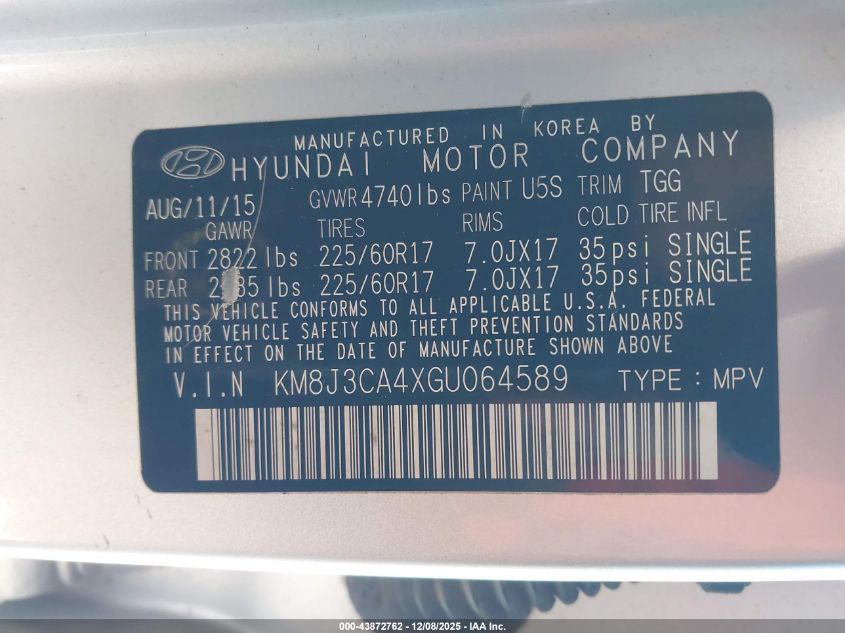 MANUFACTURED IN KOREA BY
HYUNDAI MOTOR COMPANY
AUG/11/15 GVWR 4740 lbs PAINT U5S TRIM TGG
GAWR TIRES RIMS COLD TIRE INFL
FRONT 2822 lbs 225/60R17 7.0JX17 35psi SINGLE
REAR lbs 225/60R17 7.0JX17 35psi SINGLE
THIS VEHICLE CONFORMS TO ALL APPLICABLE U.S.A. FEDERAL
MOTOR VEHICLE SAFETY AND THEFT PREVENTION STANDARDS
IN EFFECT ON THE DATE OF MANUFACTURE SHOWN ABOVE
V.I.N KM8J3CA4XGU064589 TYPE : MPV
000-43872762 - 12/08/2025 - IAA Inc.